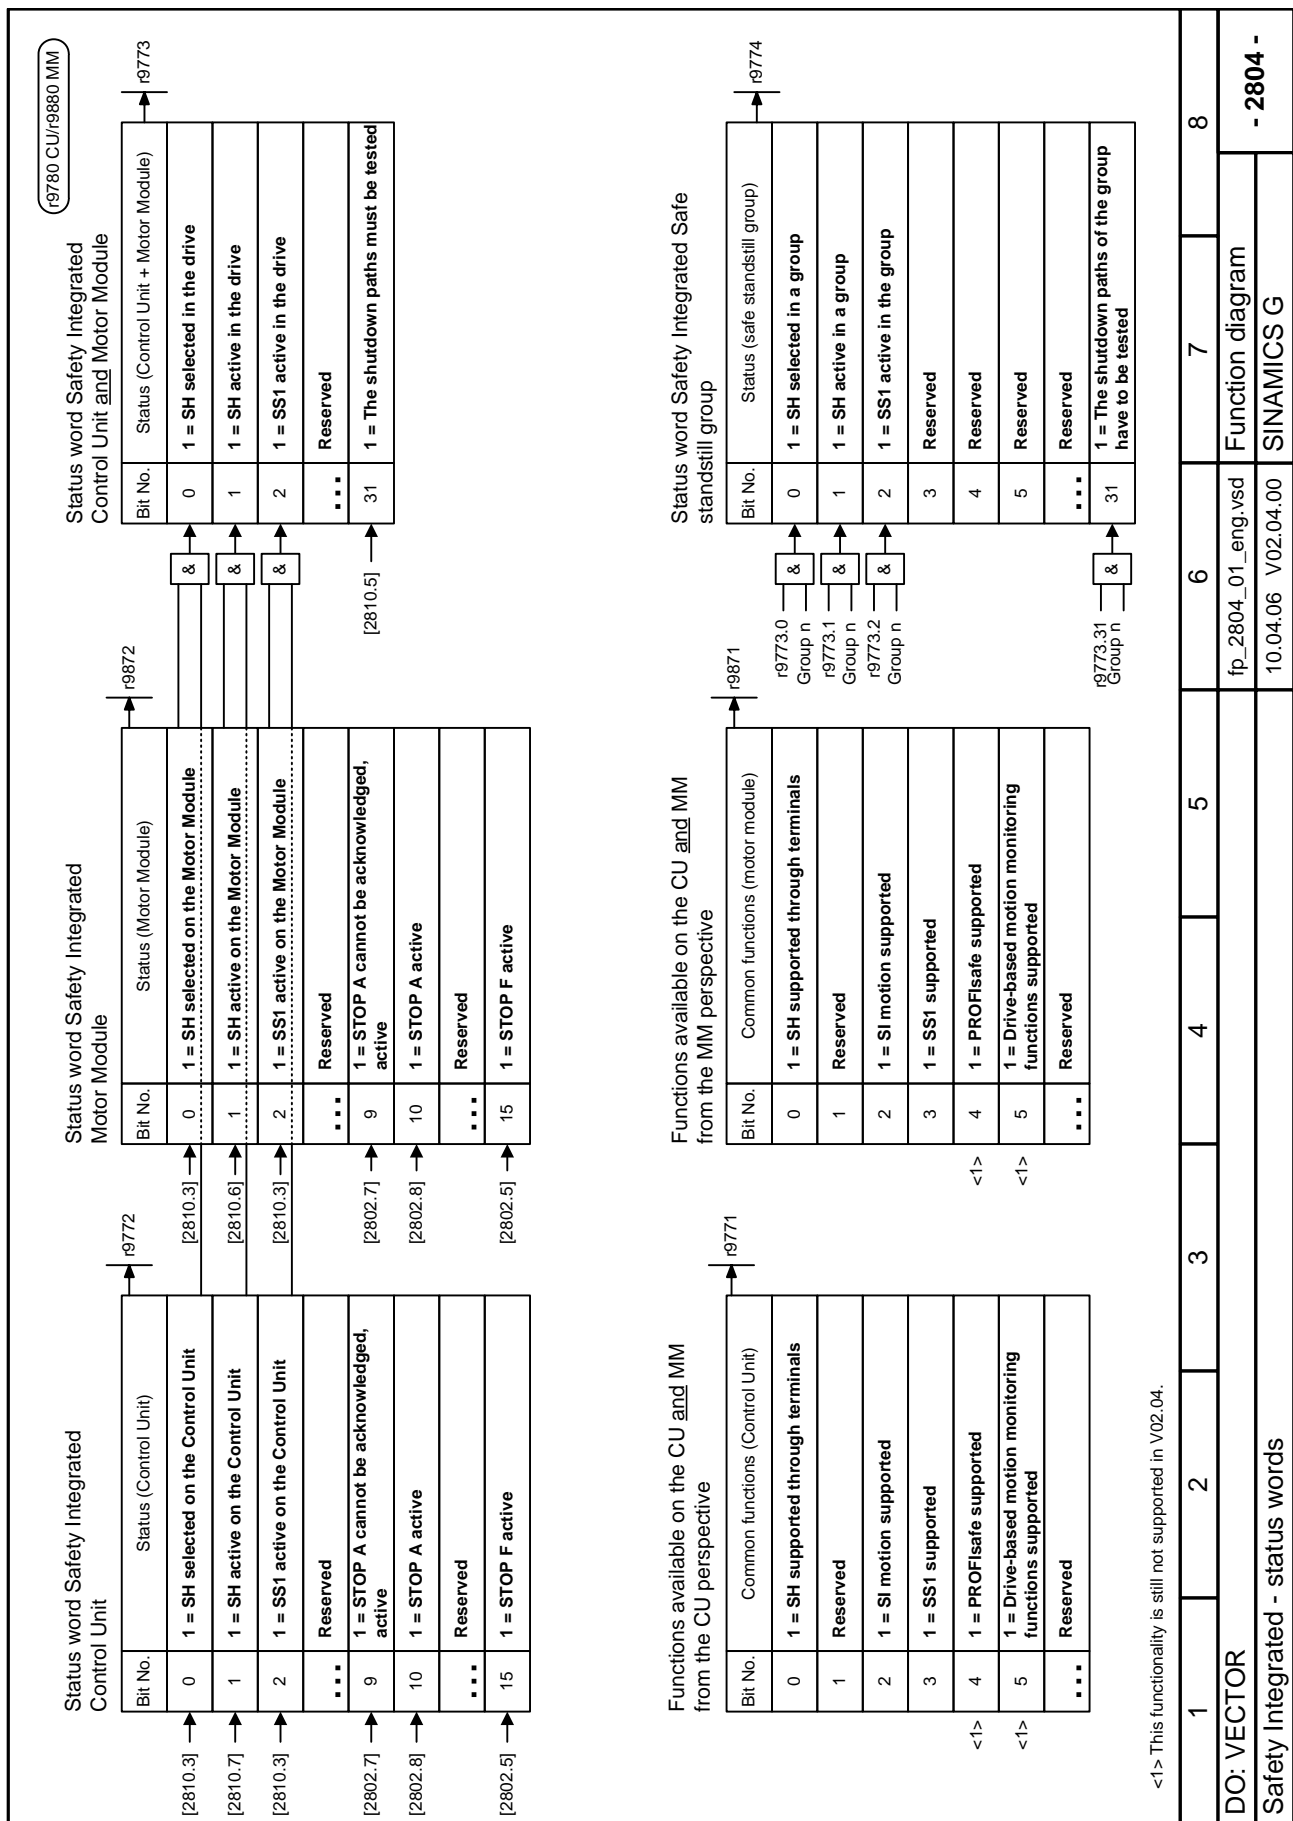 r9780 CU/r9880 MM
Status word Safety Integrated
Control Unit
r9772
Bit No. Status (Control Unit)
[2810.3] 0 1 = SH selected on the Control Unit
[2810.7] 1 1 = SH active on the Control Unit
[2810.3] 2 1 = SS1 active on the Control Unit
... Reserved
[2802.7] 9 1 = STOP A cannot be acknowledged,
active
[2802.8] 10 1 = STOP A active
... Reserved
[2802.5] 15 1 = STOP F active
Status word Safety Integrated
Motor Module
r9872
Bit No. Status (Motor Module)
[2810.3] 0 1 = SH selected on the Motor Module
[2810.6] 1 1 = SH active on the Motor Module
[2810.3] 2 1 = SS1 active on the Motor Module
... Reserved
[2802.7] 9 1 = STOP A cannot be acknowledged,
active
[2802.8] 10 1 = STOP A active
... Reserved
[2802.5] 15 1 = STOP F active
Status word Safety Integrated
Control Unit and Motor Module
r9773
Bit No. Status (Control Unit + Motor Module)
& 0 1 = SH selected in the drive
& 1 1 = SH active in the drive
& 2 1 = SS1 active in the drive
... Reserved
[2810.5] 31 1 = The shutdown paths must be tested
Functions available on the CU and MM
from the CU perspective
r9771
Bit No. Common functions (Control Unit)
0 1 = SH supported through terminals
1 Reserved
2 1 = SI motion supported
3 1 = SS1 supported
<1> 4 1 = PROFIsafe supported
<1> 5 1 = Drive-based motion monitoring
functions supported
... Reserved
Functions available on the CU and MM
from the MM perspective
r9871
Bit No. Common functions (motor module)
0 1 = SH supported through terminals
1 Reserved
2 1 = SI motion supported
3 1 = SS1 supported
<1> 4 1 = PROFIsafe supported
<1> 5 1 = Drive-based motion monitoring
functions supported
... Reserved
Status word Safety Integrated Safe
standstill group
r9774
Bit No. Status (safe standstill group)
r9773.0
Group n
& 0 1 = SH selected in a group
r9773.1
Group n
& 1 1 = SH active in a group
r9773.2
Group n
& 2 1 = SS1 active in the group
3 Reserved
4 Reserved
5 Reserved
... Reserved
r9773.31
Group n
& 31 1 = The shutdown paths of the group
have to be tested
<1> This functionality is still not supported in V02.04.
1 2 3 4 5 6 7 8
DO: VECTOR fp_2804_01_eng.vsd Function diagram - 2804 -
Safety Integrated - status words 10.04.06 V02.04.00 SINAMICS G